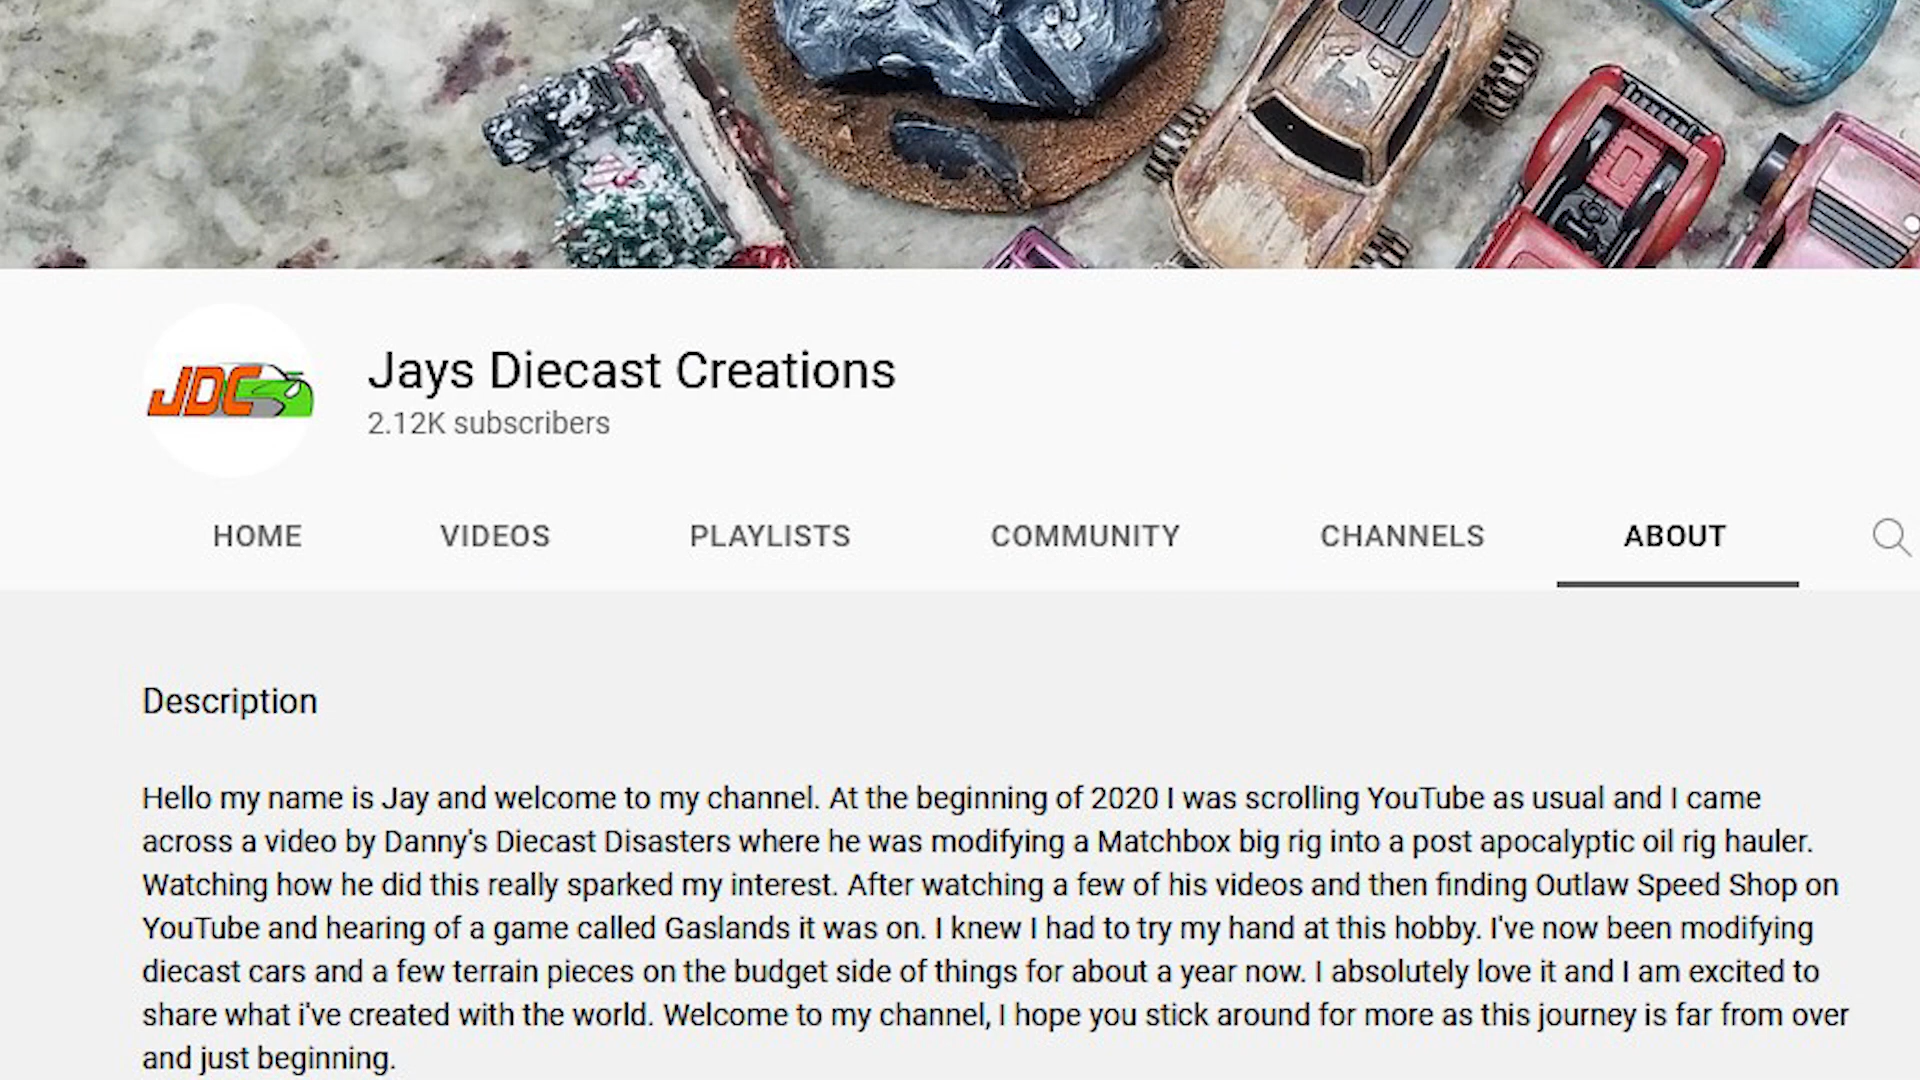 JDC
Jays Diecast Creations
2.12K subscribers
HOME VIDEOS PLAYLISTS COMMUNITY CHANNELS ABOUT
Description
Hello my name is Jay and welcome to my channel. At the beginning of 2020 I was scrolling YouTube as usual and I came
across a video by Danny's Diecast Disasters where he was modifying a Matchbox big rig into a post apocalyptic oil rig hauler.
Watching how he did this really sparked my interest. After watching a few of his videos and then finding Outlaw Speed Shop on
YouTube and hearing of a game called Gaslands it was on. I knew I had to try my hand at this hobby. I've now been modifying
diecast cars and a few terrain pieces on the budget side of things for about a year now. I absolutely love it and I am excited to
share what i've created with the world. Welcome to my channel, I hope you stick around for more as this journey is far from over
and just beginning.